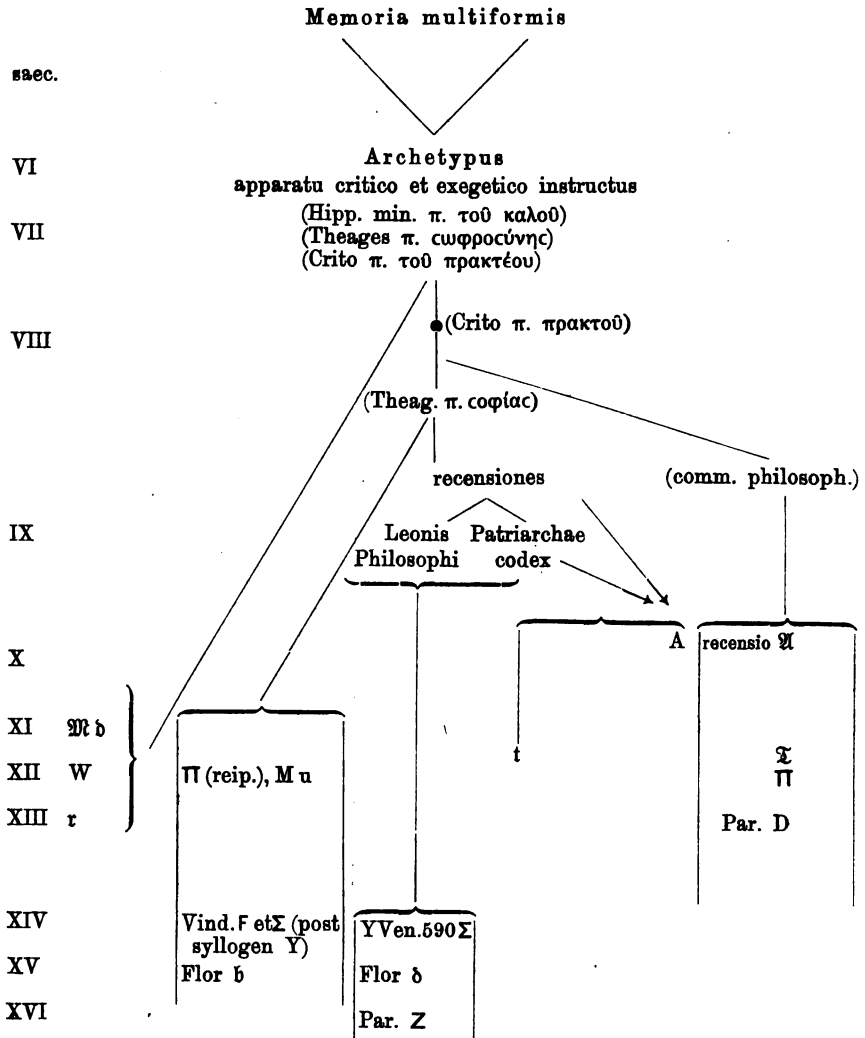 Memoria multiformis
saec.
VI
Archetypus
apparatu critico et exegetico instructus
VII
(Hipp. min. π. τοῦ καλοῦ)
(Theages π. cωφροcύνηc)
(Crito π. τοῦ πρακτέου)
VIII
(Crito π. πρακτοῦ)
(Theag. π. cοφίαc)
recensiones
(comm. philosoph.)
IX
Leonis
Philosophi
Patriarchae
codex
X
A
recensio 𝔄
XI 𝔐 𝔡
t
𝔗
XII W
Π (reip.), M u
Π
XIII r
Par. D
XIV
Vind. F et Σ (post
syllogen Y)
Y Ven. 590 Σ
XV
Flor 𝔟
Flor δ
XVI
Par. Z